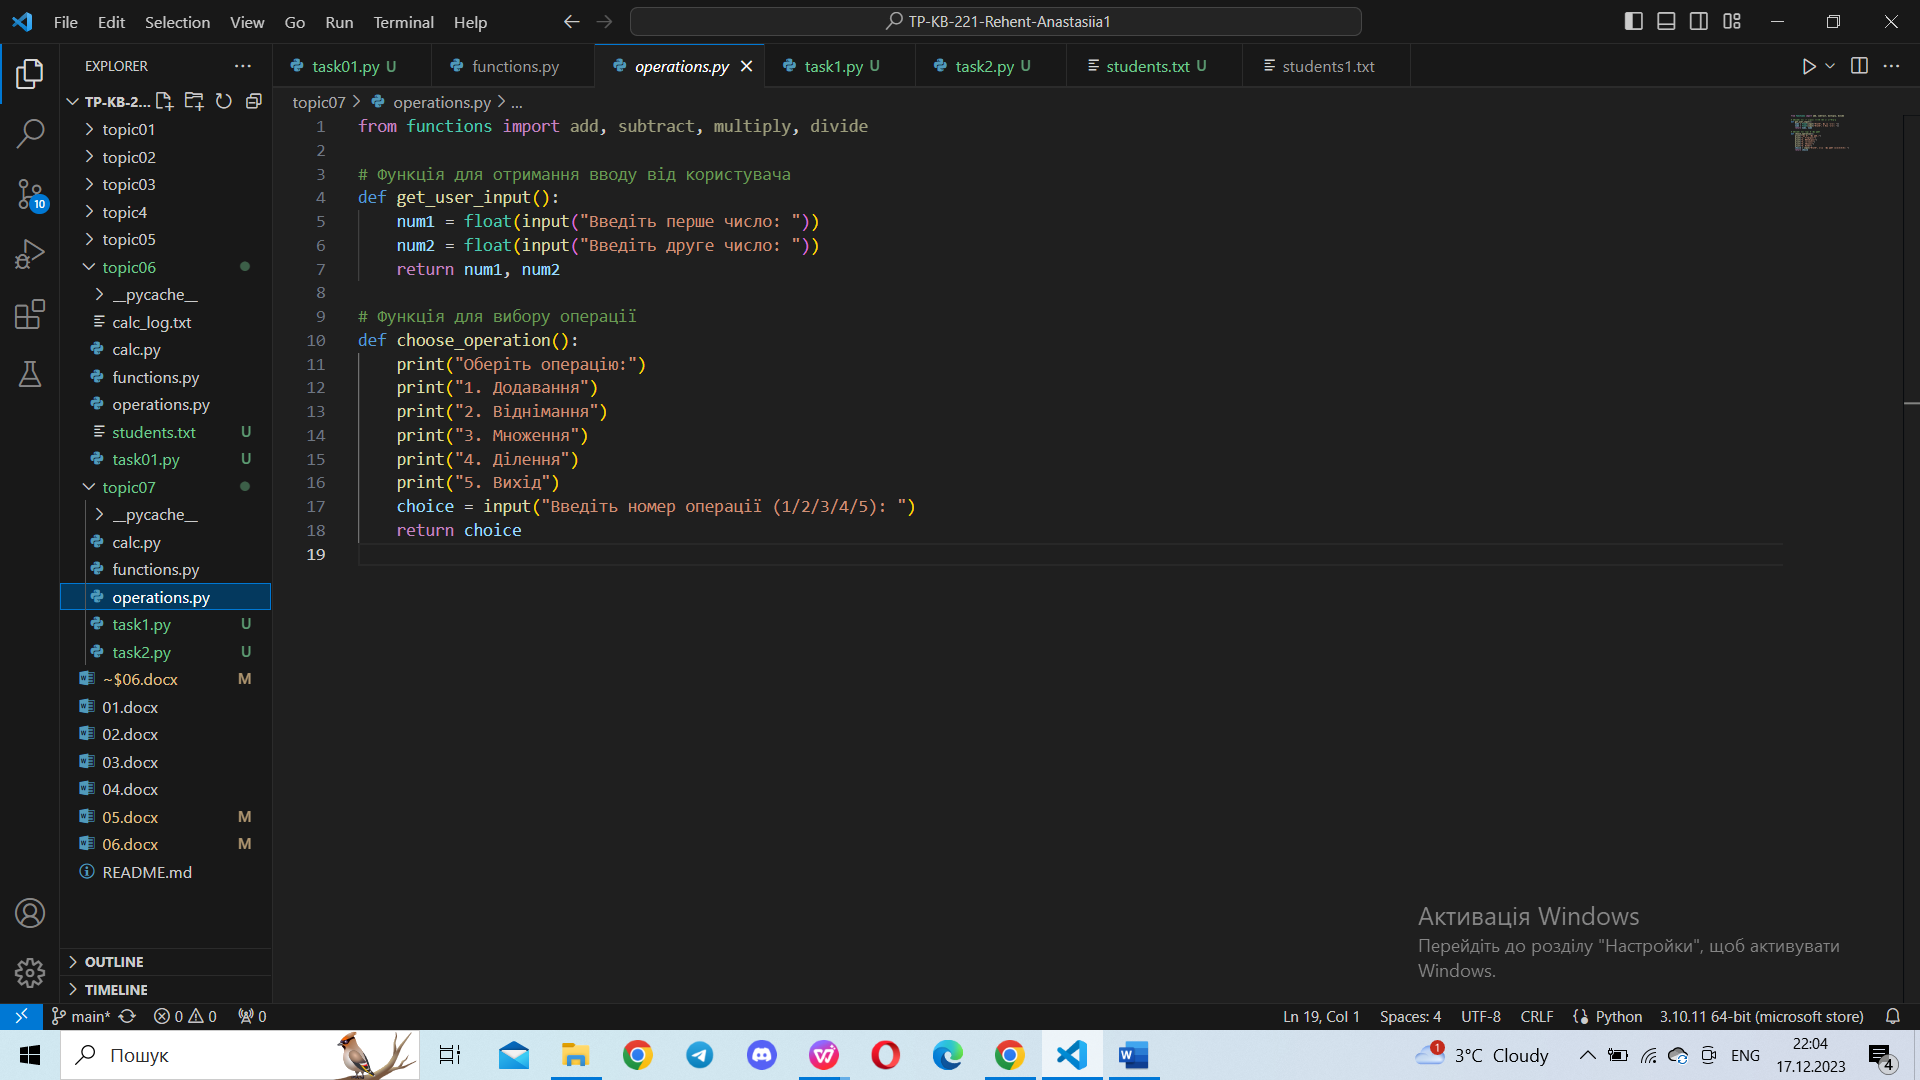 File Edit Selection View Go Run Terminal Help
TP-KB-221-Rehent-Anastasiia1
EXPLORER
task01.py U
functions.py
operations.py
task1.py U
task2.py U
students.txt U
students1.txt
TP-KB-2...
topic07 > operations.py > ...
topic01
topic02
topic03
topic4
topic05
topic06
__pycache__
calc_log.txt
calc.py
functions.py
operations.py
students.txt U
task01.py U
topic07
__pycache__
calc.py
functions.py
operations.py
task1.py U
task2.py U
~$06.docx M
01.docx
02.docx
03.docx
04.docx
05.docx M
06.docx M
README.md
OUTLINE
TIMELINE
10
1 from functions import add, subtract, multiply, divide
2
3 # Функція для отримання вводу від користувача
4 def get_user_input():
5 num1 = float(input("Введіть перше число: "))
6 num2 = float(input("Введіть друге число: "))
7 return num1, num2
8
9 # Функція для вибору операції
10 def choose_operation():
11 print("Оберіть операцію:")
12 print("1. Додавання")
13 print("2. Віднімання")
14 print("3. Множення")
15 print("4. Ділення")
16 print("5. Вихід")
17 choice = input("Введіть номер операції (1/2/3/4/5): ")
18 return choice
19
Активація Windows
Перейдіть до розділу "Настройки", щоб активувати
Windows.
main* 0 0 0
Ln 19, Col 1 Spaces: 4 UTF-8 CRLF Python 3.10.11 64-bit (microsoft store)
Пошук
1 3°C Cloudy ENG
22:04
17.12.2023
4